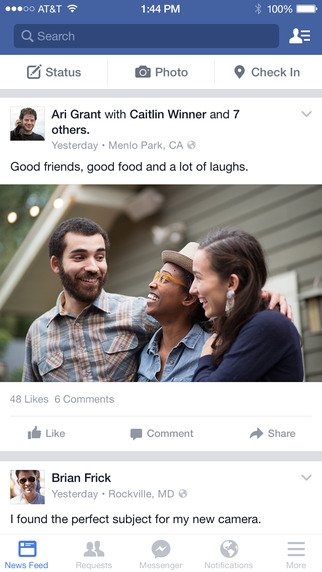 AT&T 1:44 PM 100%
Search
Status Photo Check In
Ari Grant with Caitlin Winner and 7
others.
Yesterday • Menlo Park, CA
Good friends, good food and a lot of laughs.
48 Likes 6 Comments
Like Comment Share
Brian Frick
Yesterday • Rockville, MD
I found the perfect subject for my new camera.
News Feed Requests Messenger Notifications More